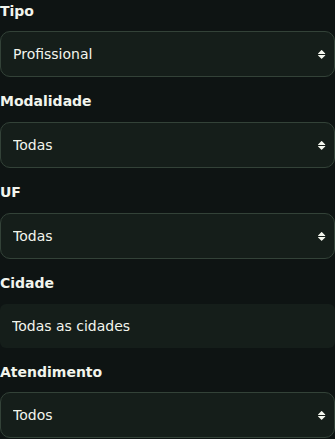 Tipo
Profissional
Modalidade
Todas
UF
Todas
Cidade
Todas as cidades
Atendimento
Todos